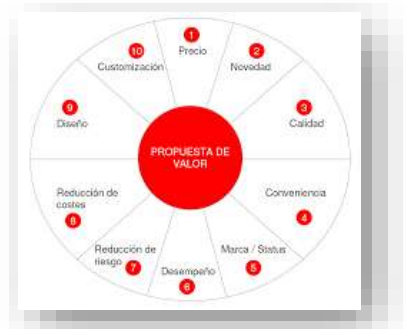 1
Precio
2
Novedad
3
Calidad
Conveniencia
4
Marca / Status
5
Desempeño
6
Reducción de
riesgo 7
Reducción de
costes
8
9
Diseño
10
Customización
PROPUESTA DE
VALOR